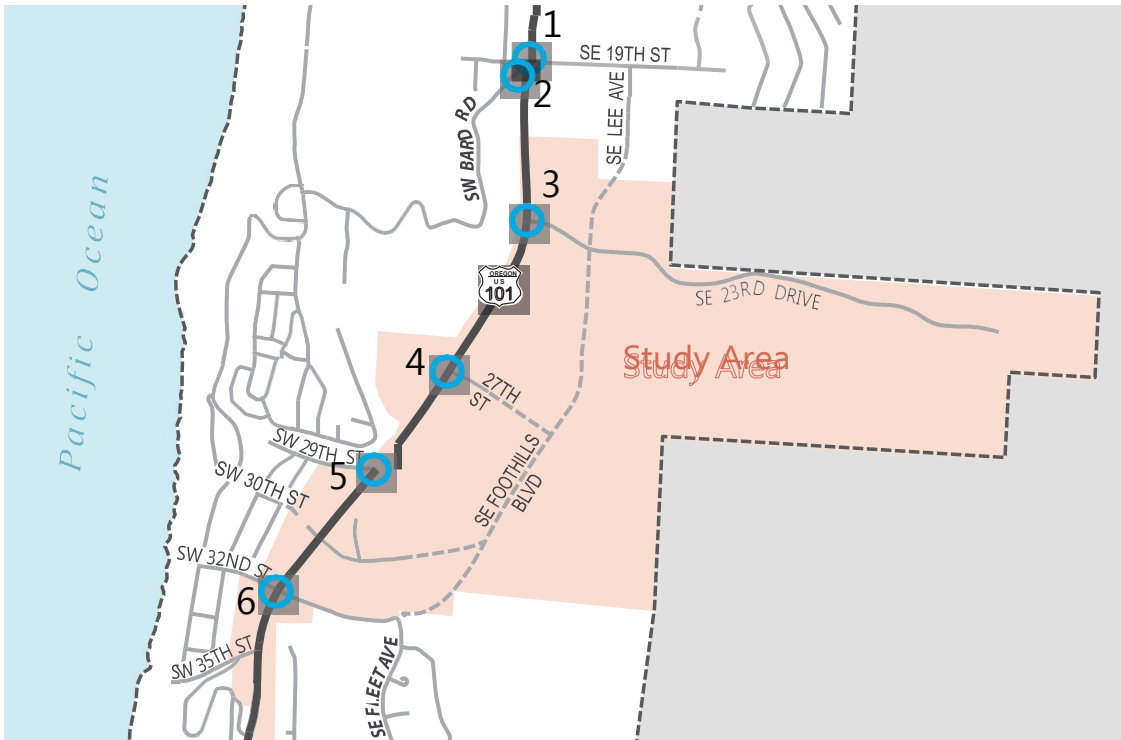 1
SE 19TH ST
2
SE LEE AVE
SW BARD RD
3
Pacific Ocean
OREGON
US
101
SE 23RD DRIVE
Study Area
Study Area
4
27TH
ST
SW 29TH ST
5
SW 30TH ST
SE FOOTHILLS
BLVD
SW 32ND ST
6
SW 35TH ST
SE FLEET AVE